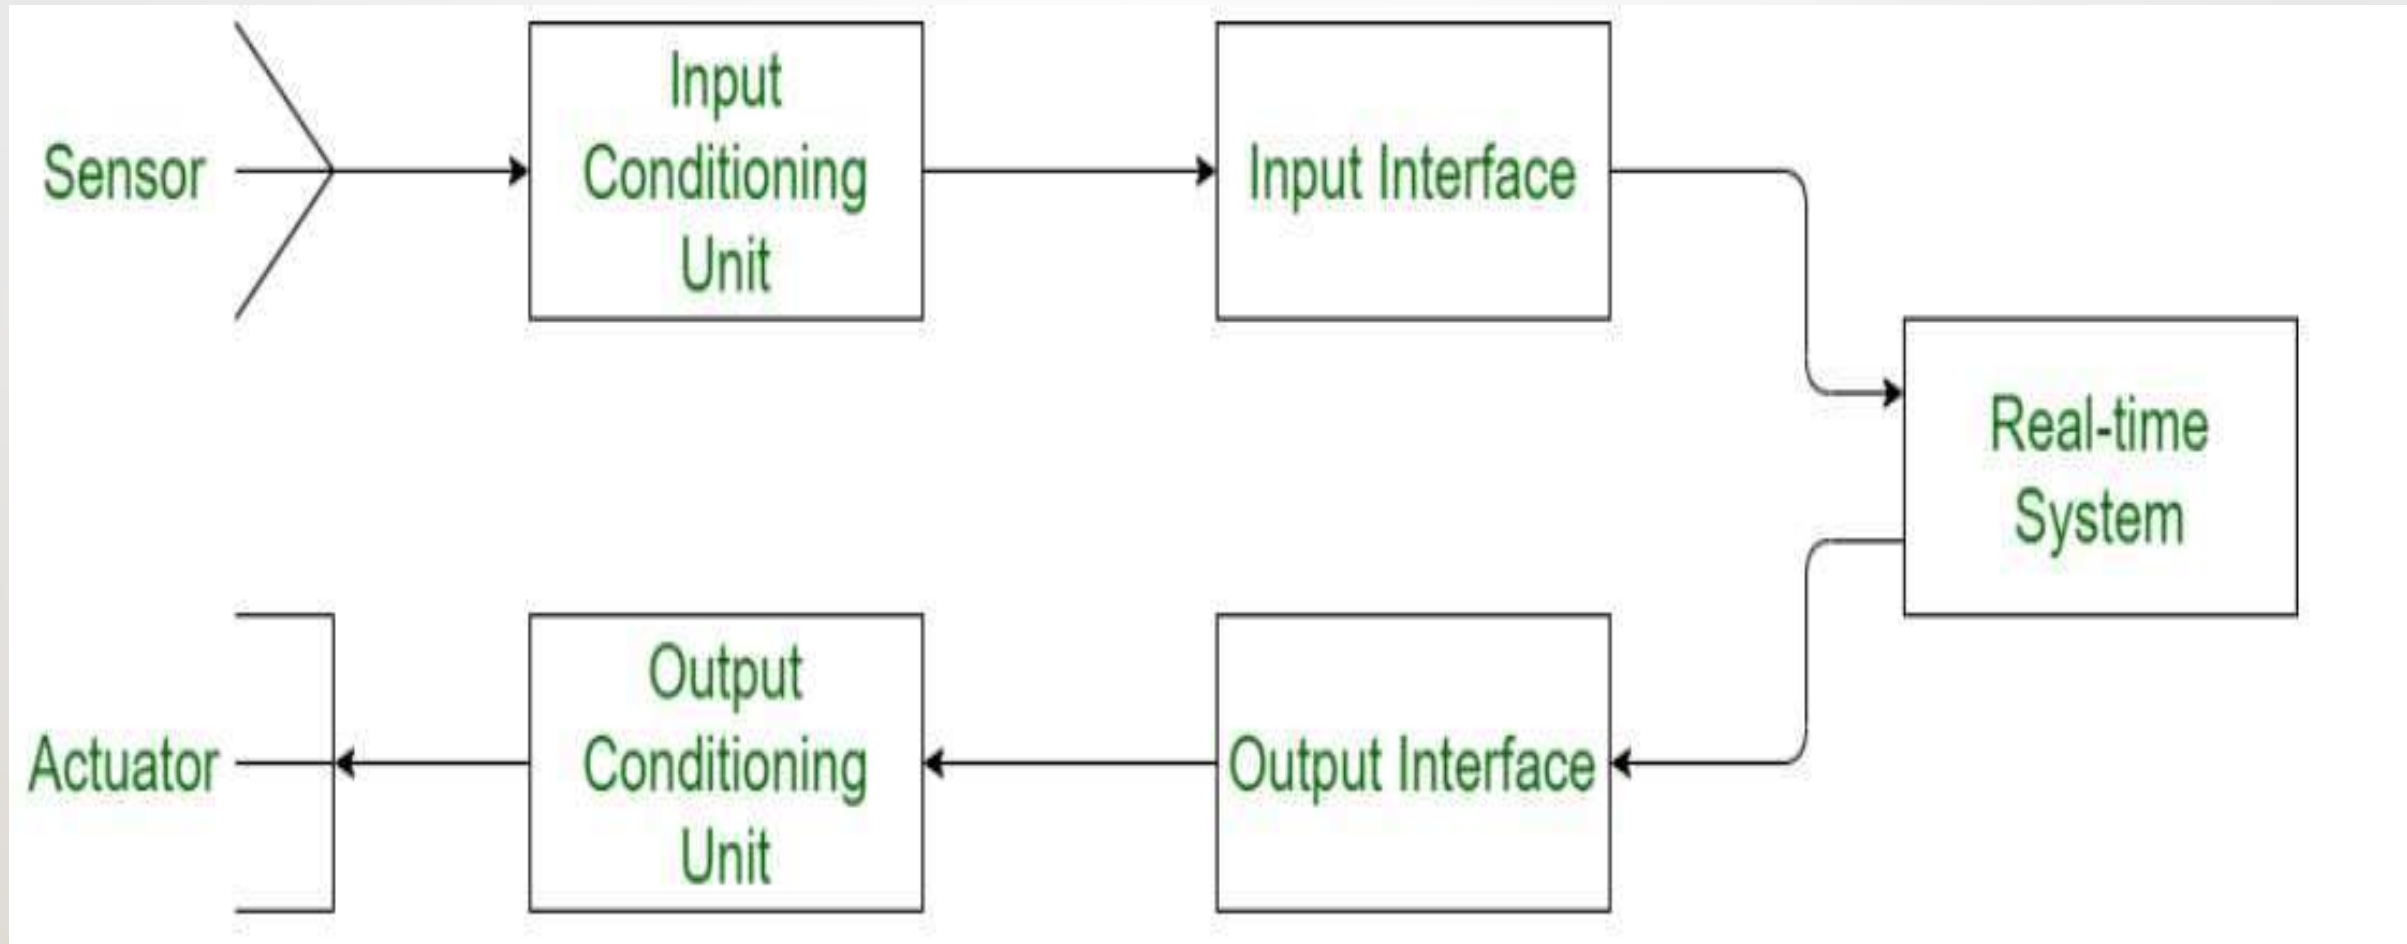 Sensor
Input
Conditioning
Unit
Input Interface
Real-time
System
Actuator
Output
Conditioning
Unit
Output Interface